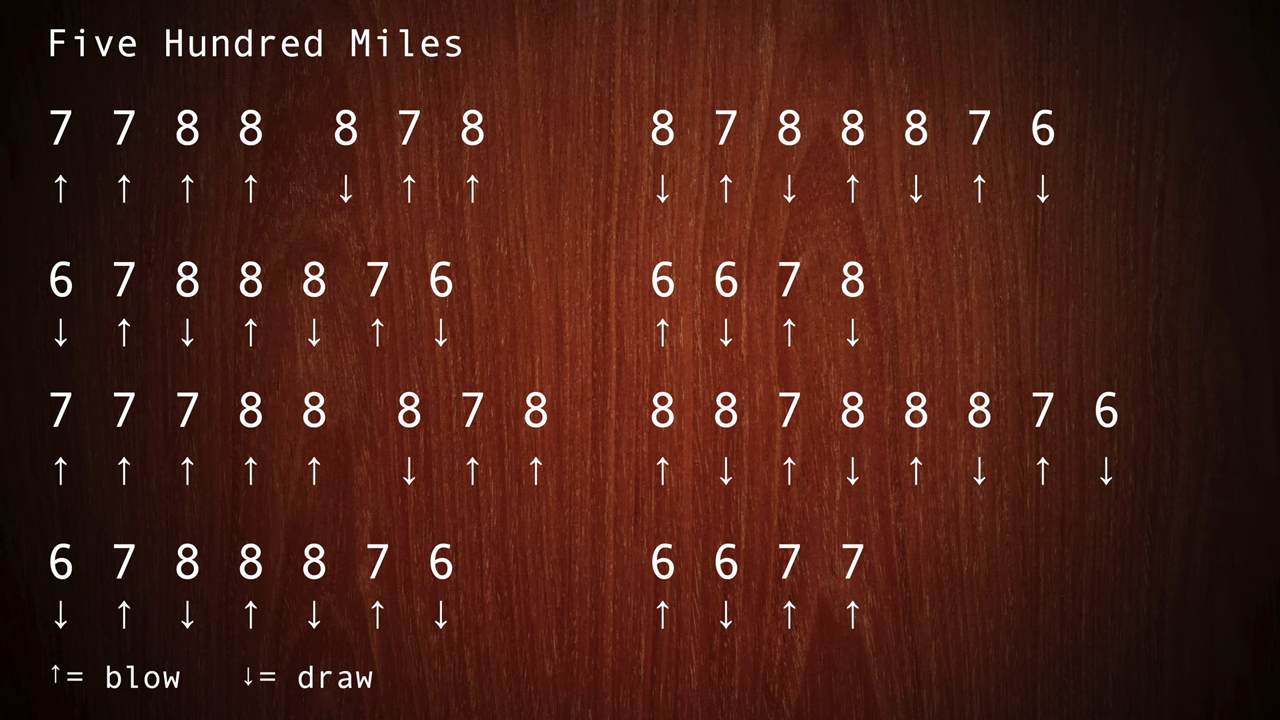 Five Hundred Miles
7 7 8 8 8 7 8 8 7 8 8 8 7 6
↑ ↑ ↑ ↑ ↓ ↑ ↑ ↓ ↑ ↓ ↑ ↓ ↑ ↓
6 7 8 8 8 7 6 6 6 7 8
↓ ↑ ↓ ↑ ↓ ↑ ↓ ↑ ↓ ↑ ↓
7 7 7 8 8 8 7 8 8 8 7 8 8 8 7 6
↑ ↑ ↑ ↑ ↑ ↓ ↑ ↑ ↑ ↓ ↑ ↓ ↑ ↓ ↑ ↓
6 7 8 8 8 7 6 6 6 7 7
↓ ↑ ↓ ↑ ↓ ↑ ↓ ↑ ↓ ↑ ↑
↑= blow ↓= draw